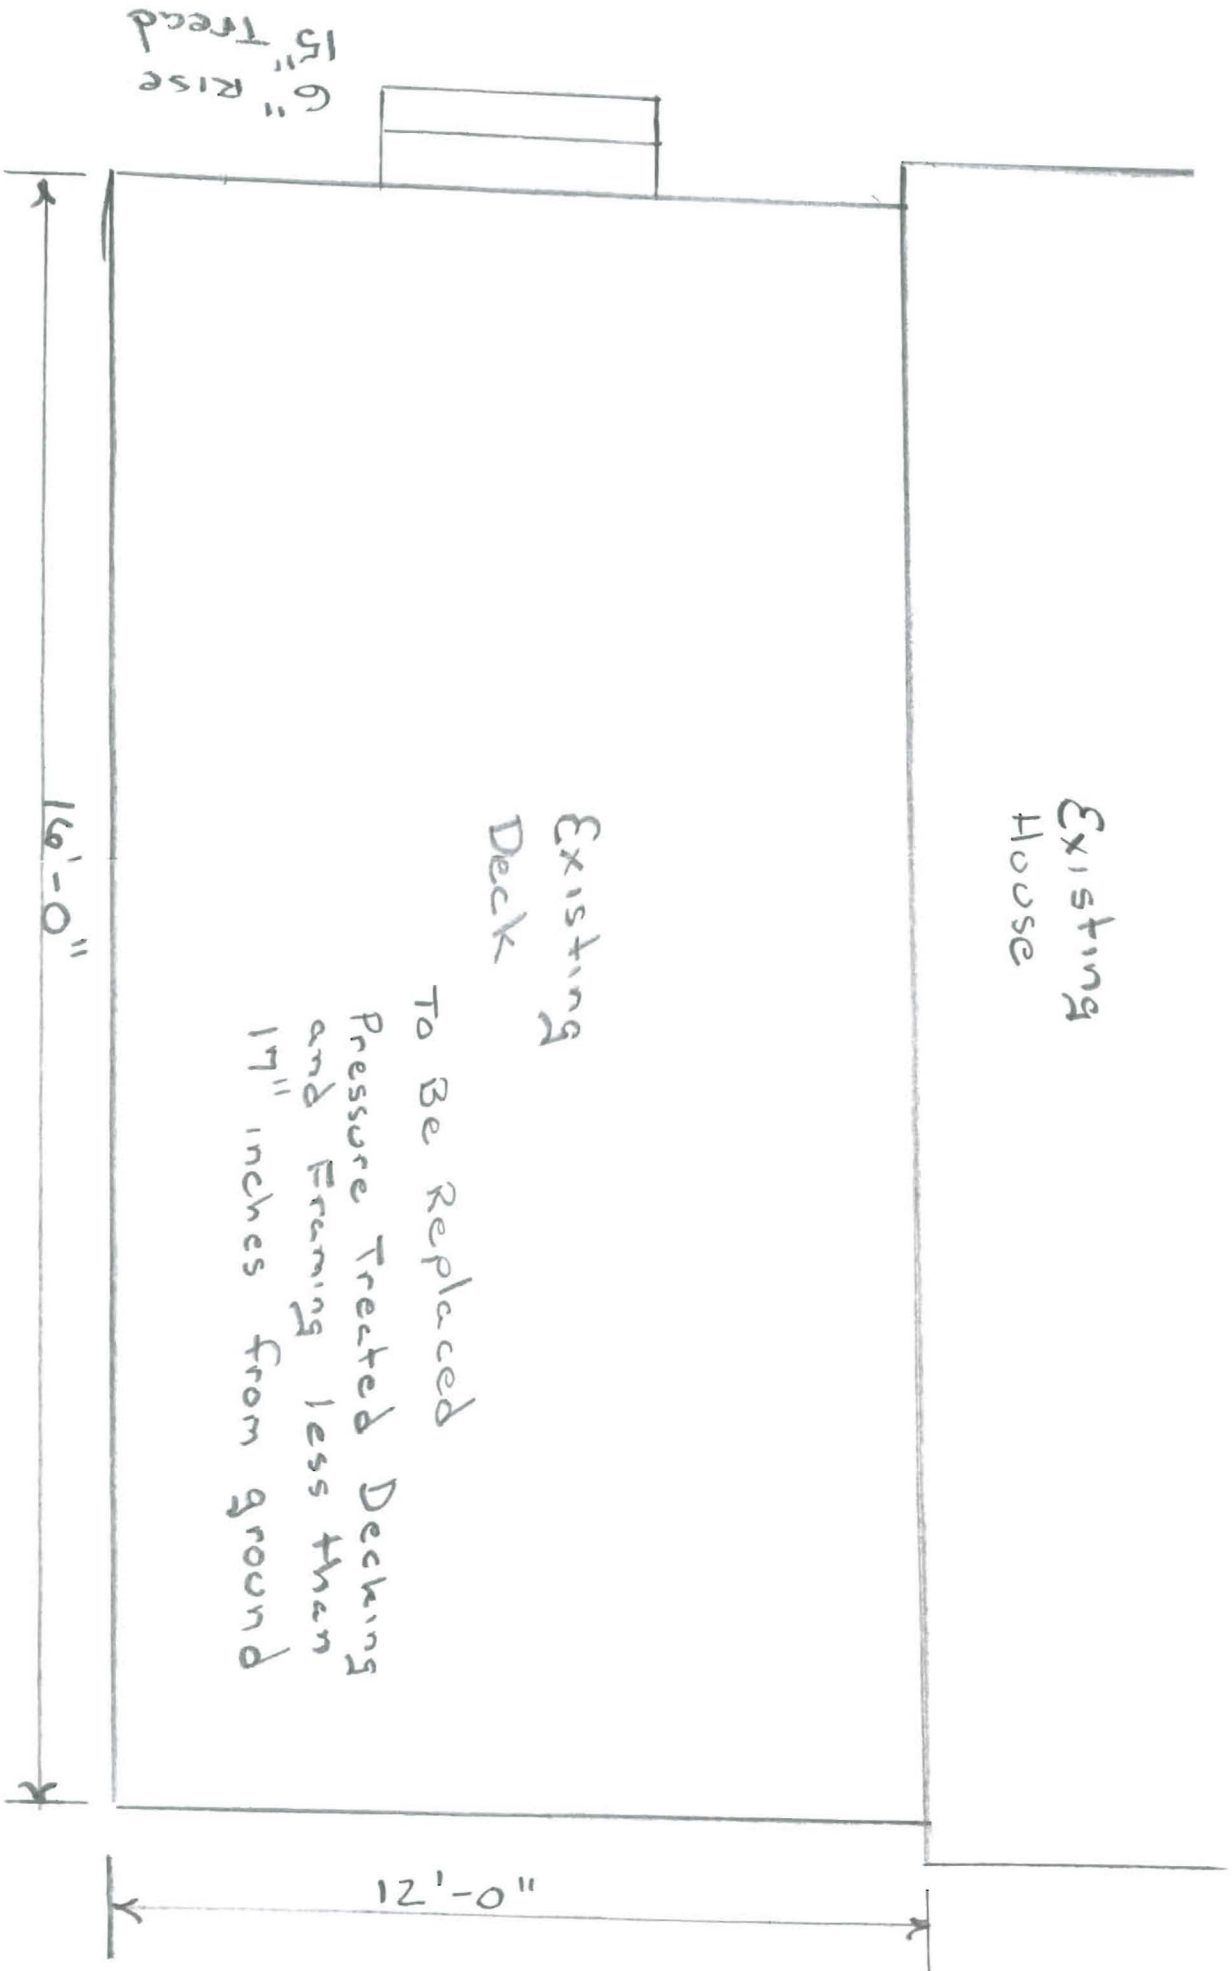 Existing
House
Existing
Deck
To Be Replaced
Pressure Treated Decking
and Framing less than
17" inches from ground
6" Rise
15" Tread
16'-0"
12'-0"